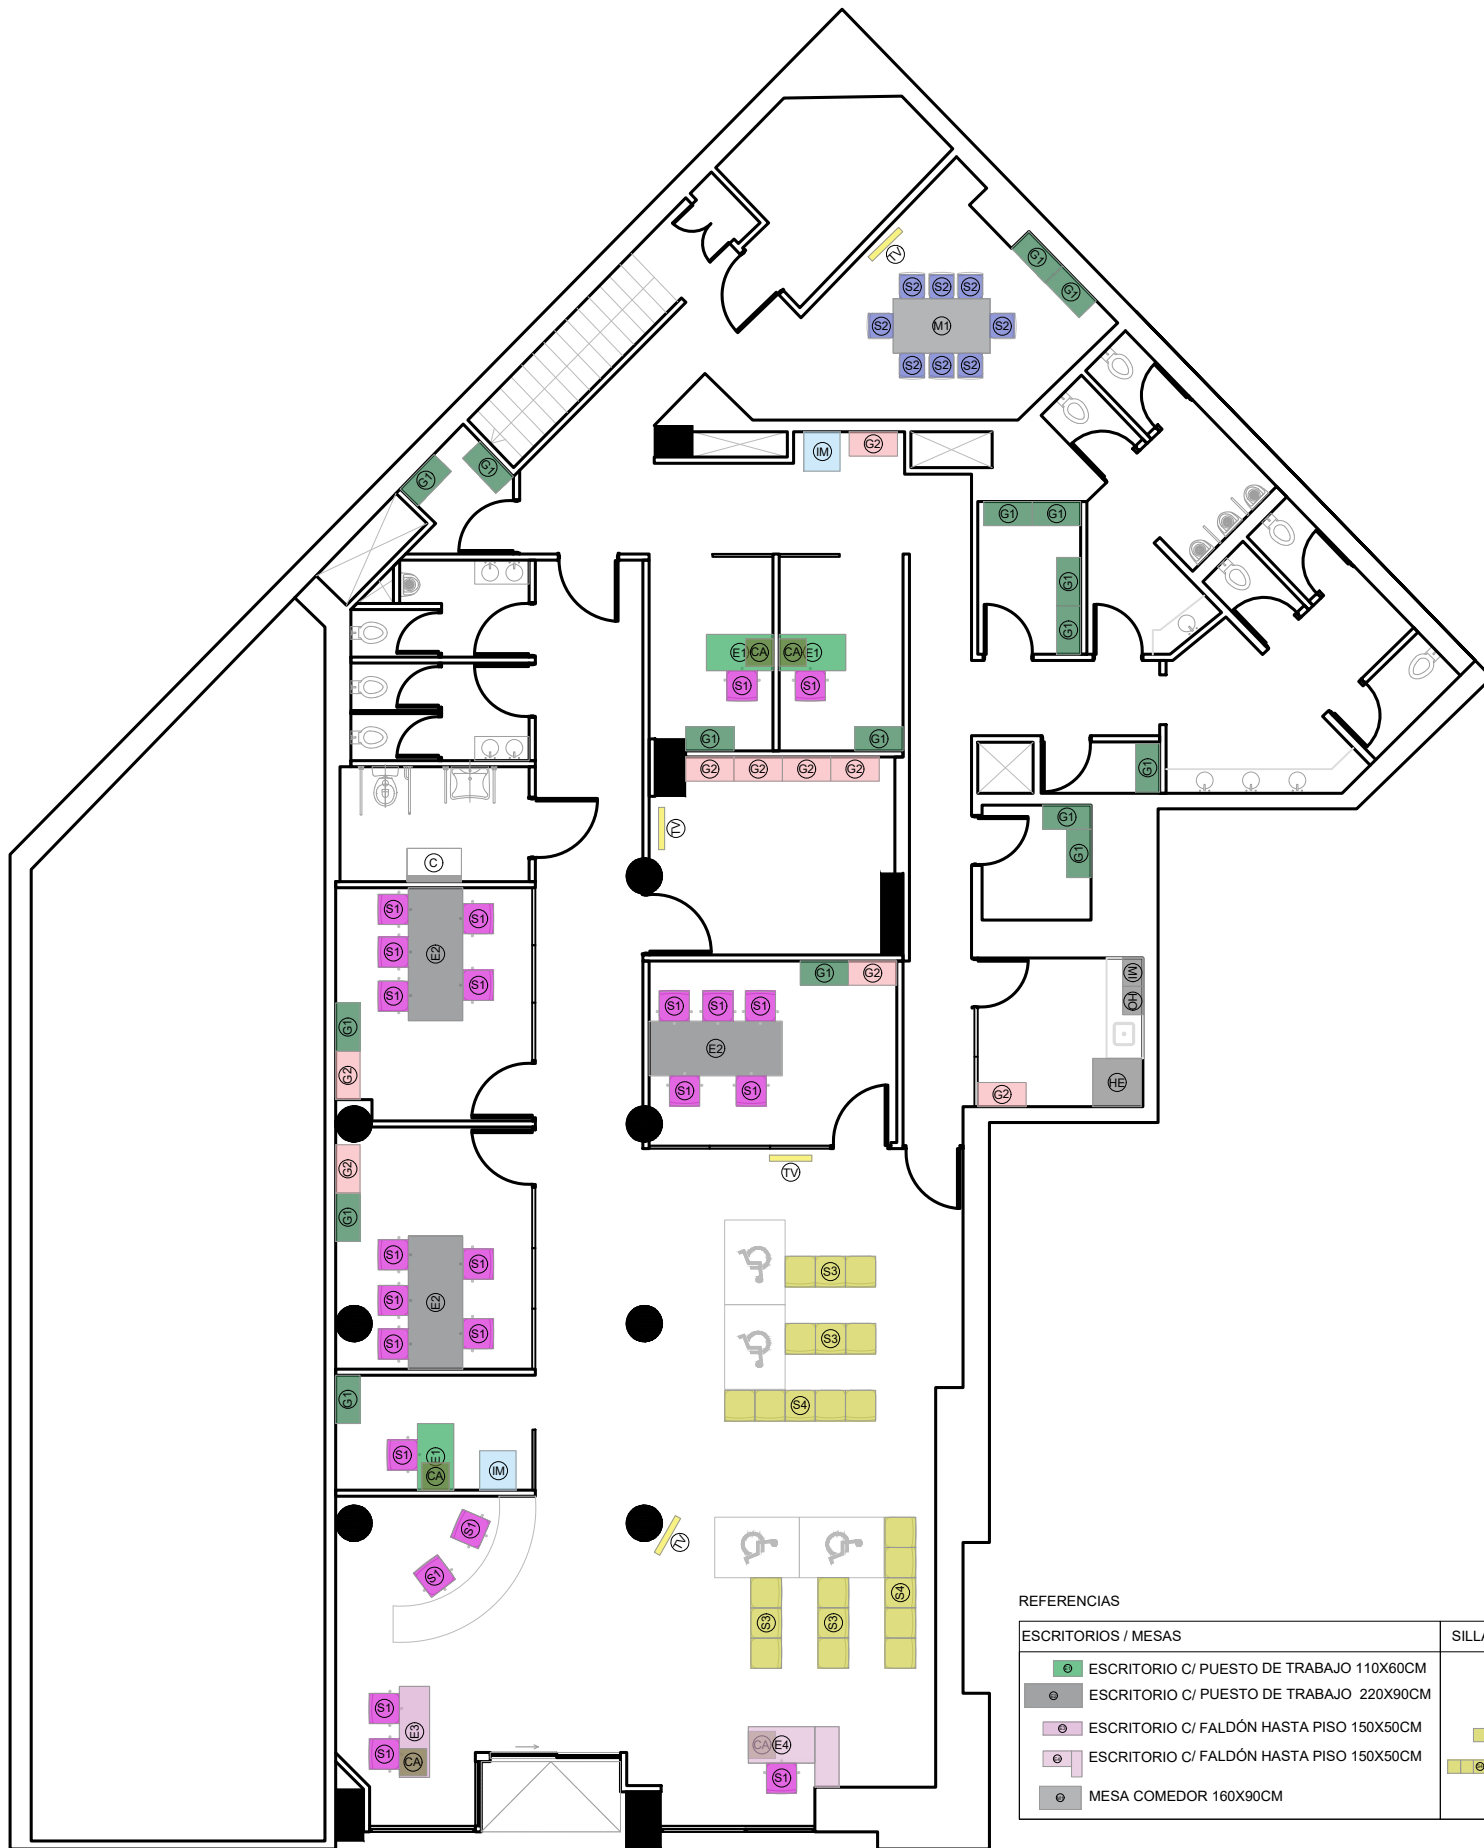 TV
G1
G1
S2 S2 S2
S2 M1 S2
S2 S2 S2
IM G2
G1 G1
G1 G1
G1
G1
E1 CA CA E1
S1 S1
G1 G1
G2 G2 G2 G2
G1
TV
G1
G1
C
S1 S1
S1 E2
S1 S1
G1 G2
S1 S1 S1
E2
S1 S1
MI
HO
HE
G2
G1
G2
TV
G2
G1
S1 S1
S1 E2
S1 S1
S3
S3
S4
G1
S1 E1
CA IM
S1
S1
TV
S3 S3 S4
S1 E3
S1 CA
CA E4
S1
REFERENCIAS
ESCRITORIOS / MESAS
ESCRITORIO C/ PUESTO DE TRABAJO 110X60CM
ESCRITORIO C/ PUESTO DE TRABAJO 220X90CM
ESCRITORIO C/ FALDÓN HASTA PISO 150X50CM
ESCRITORIO C/ FALDÓN HASTA PISO 150X50CM
MESA COMEDOR 160X90CM